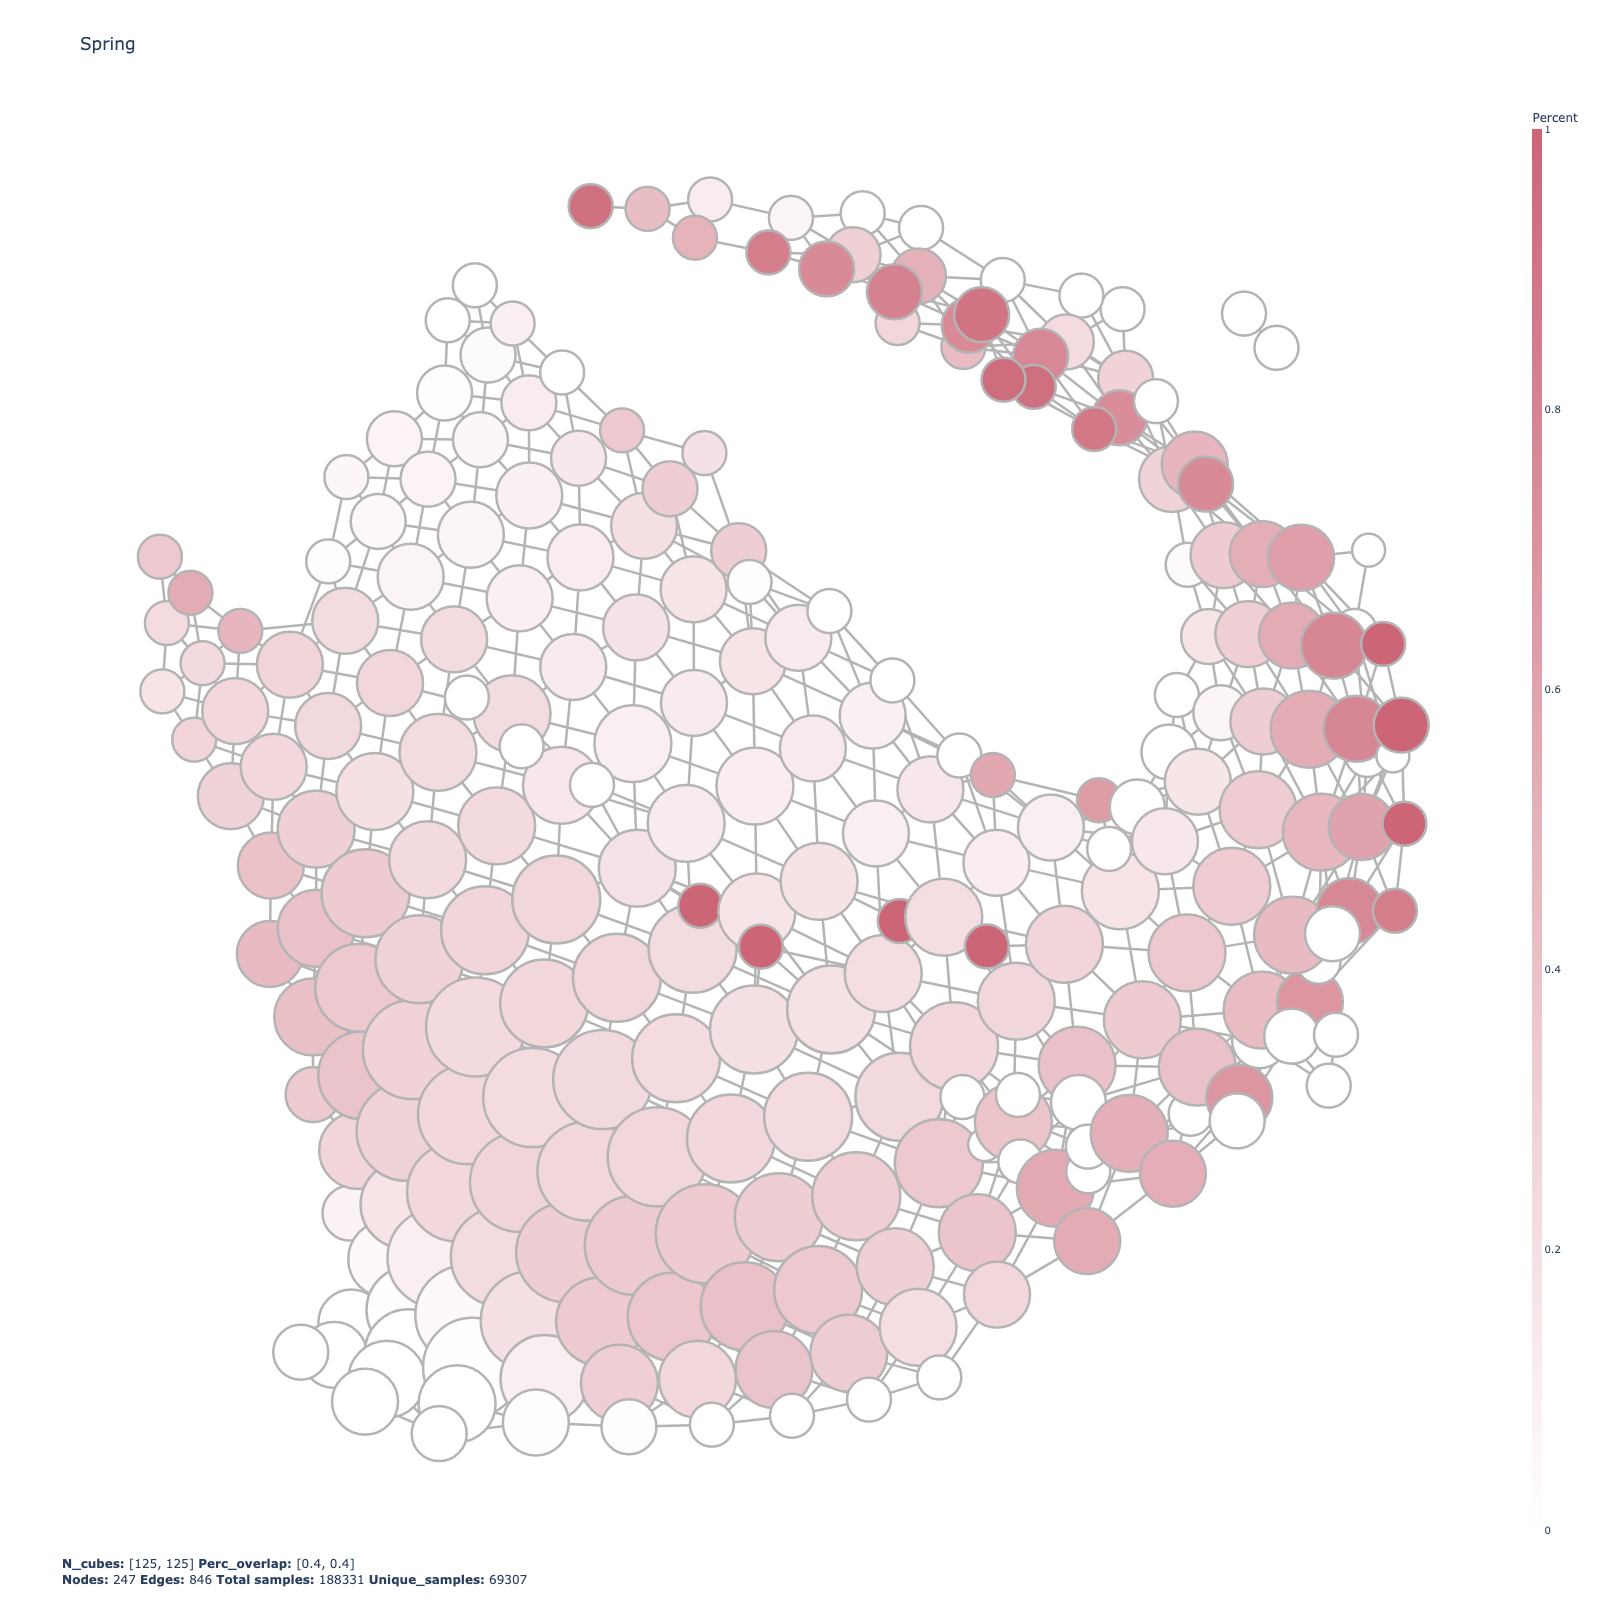 Spring
Percent
1
0.8
0.6
0.4
0.2
0
N_cubes: [125, 125] Perc_overlap: [0.4, 0.4]
Nodes: 247 Edges: 846 Total samples: 188331 Unique_samples: 69307